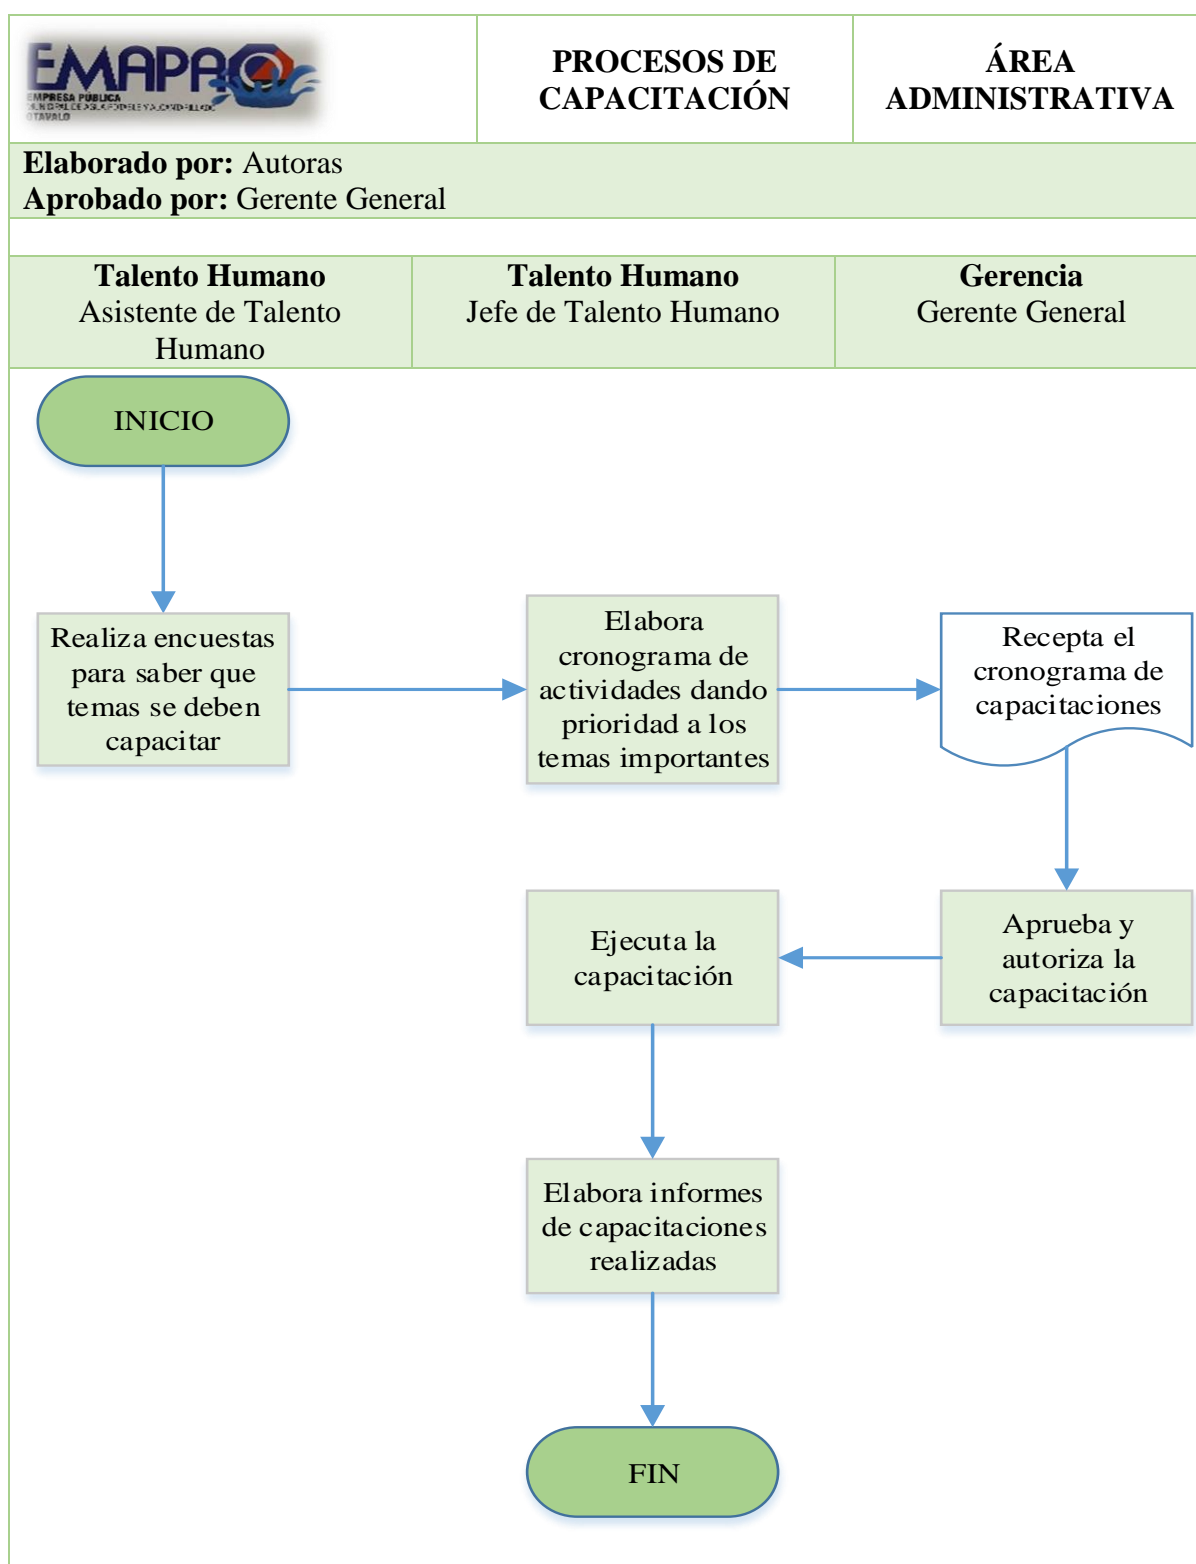 EMAPAO
EMPRESA PÚBLICA
OTAVALO
PROCESOS DE
CAPACITACIÓN
ÁREA
ADMINISTRATIVA
Elaborado por: Autoras
Aprobado por: Gerente General
Talento Humano
Asistente de Talento
Humano
Talento Humano
Jefe de Talento Humano
Gerencia
Gerente General
INICIO
Realiza encuestas
para saber que
temas se deben
capacitar
Elabora
cronograma de
actividades dando
prioridad a los
temas importantes
Recepta el
cronograma de
capacitaciones
Aprueba y
autoriza la
capacitación
Ejecuta la
capacitación
Elabora informes
de capacitaciones
realizadas
FIN